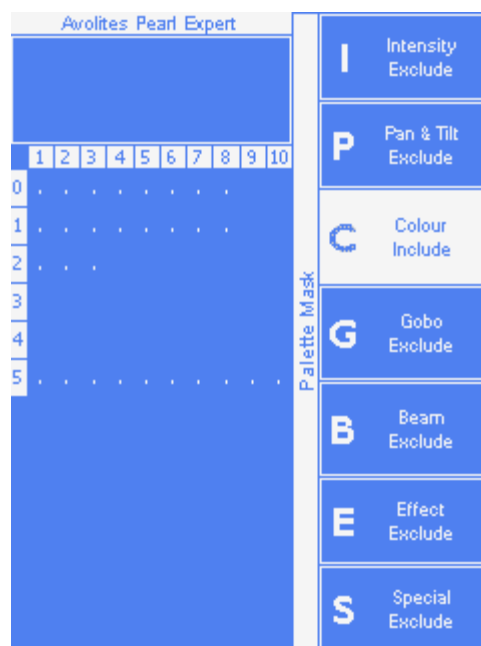 Avolites Pearl Expert
1 2 3 4 5 6 7 8 9 10
0 . . . . . . . .
1 . . . . . . . .
2 . . .
3
4
5 . . . . . . . . . .
Palette Mask
I Intensity
Exclude
P Pan & Tilt
Exclude
C Colour
Include
G Gobo
Exclude
B Beam
Exclude
E Effect
Exclude
S Special
Exclude